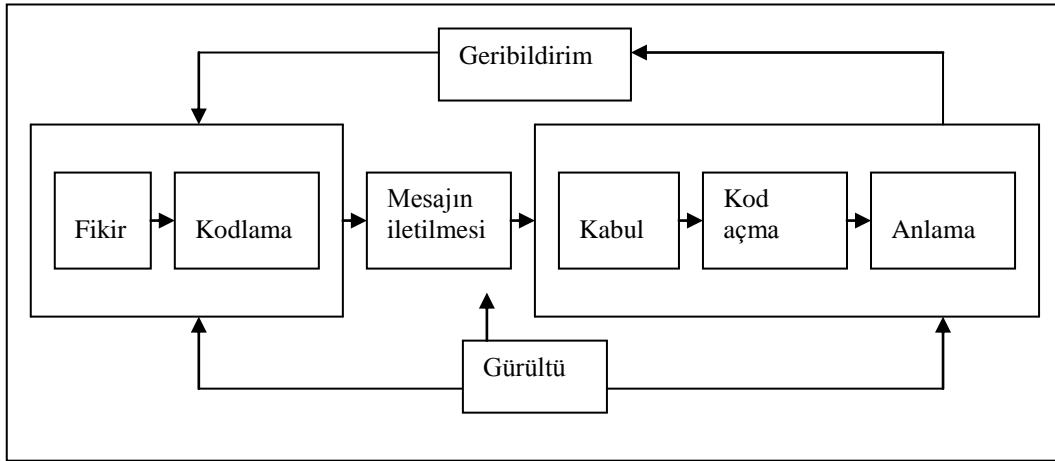 Geribildirim
Fikir
Kodlama
Mesajın
iletilmesi
Kabul
Kod
açma
Anlama
Gürültü